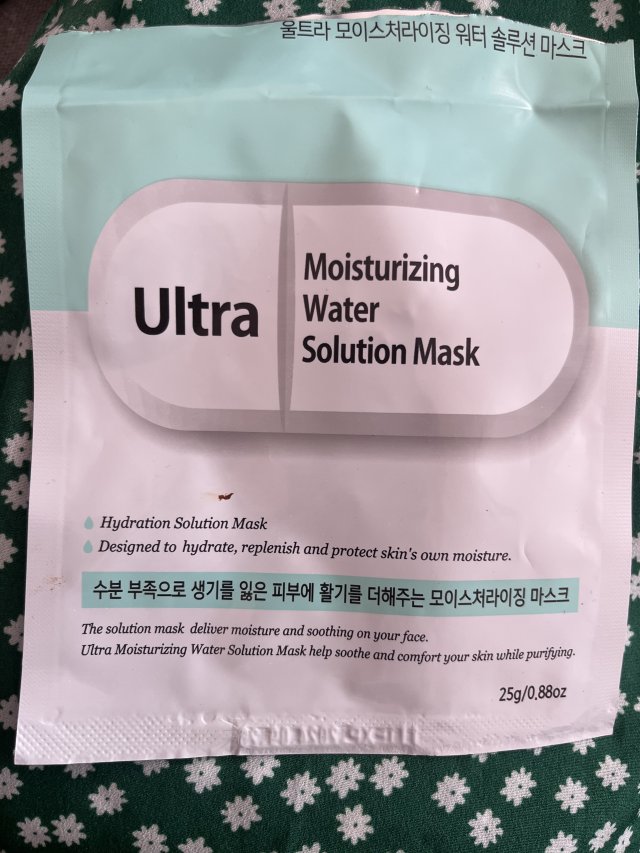 울트라 모이스처라이징 워터 솔루션 마스크
Ultra
Moisturizing
Water
Solution Mask
Hydration Solution Mask
Designed to hydrate, replenish and protect skin's own moisture.
수분 부족으로 생기를 잃은 피부에 활기를 더해주는 모이스처라이징 마스크
The solution mask deliver moisture and soothing on your face.
Ultra Moisturizing Water Solution Mask help soothe and comfort your skin while purifying.
25g/0.88oz